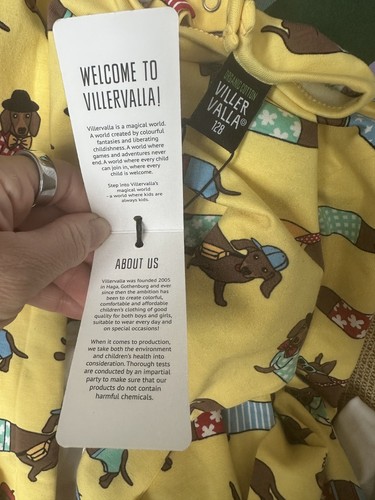 WELCOME TO
VILLERVALLA!
Villervalla is a magical world.
A world created by colourful
fantasies and liberating
childishness. A world where
games and adventures never
end. A world where every child
can join in, where every
child is welcome.
Step into Villervalla's
magical world
- a world where kids are
always kids.
ABOUT US
Villervalla was founded 2005
in Haga, Gothenburg and ever
since then the ambition has
been to create colorful,
comfortable and affordable
children's clothing of good
quality for both boys and girls,
suitable to wear every day and
on special occasions!
When it comes to production,
we take both the environment
and children's health into
consideration. Thorough tests
are conducted by an impartial
party to make sure that our
products do not contain
harmful chemicals.
ORGANIC COTTON
VILLER
VALLA®
128